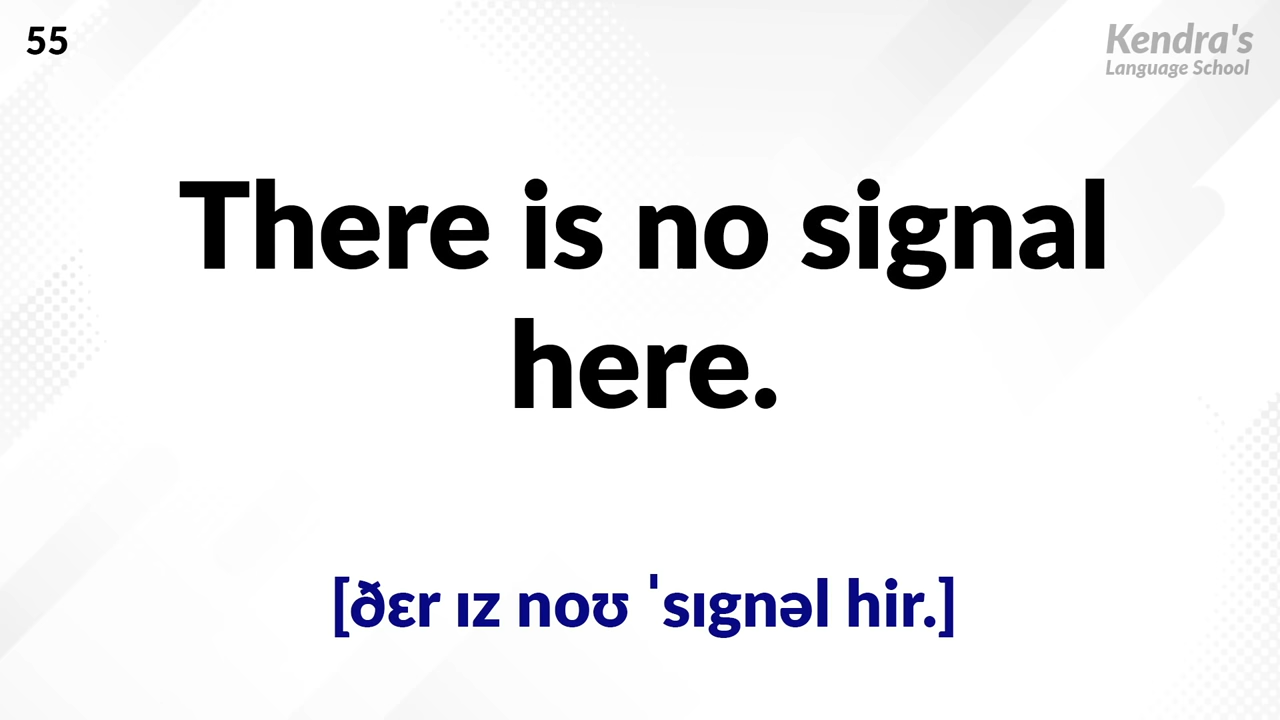 55
Kendra's
Language School
There is no signal
here.
[ðɛr ɪz noʊ ˈsɪgnəl hir.]